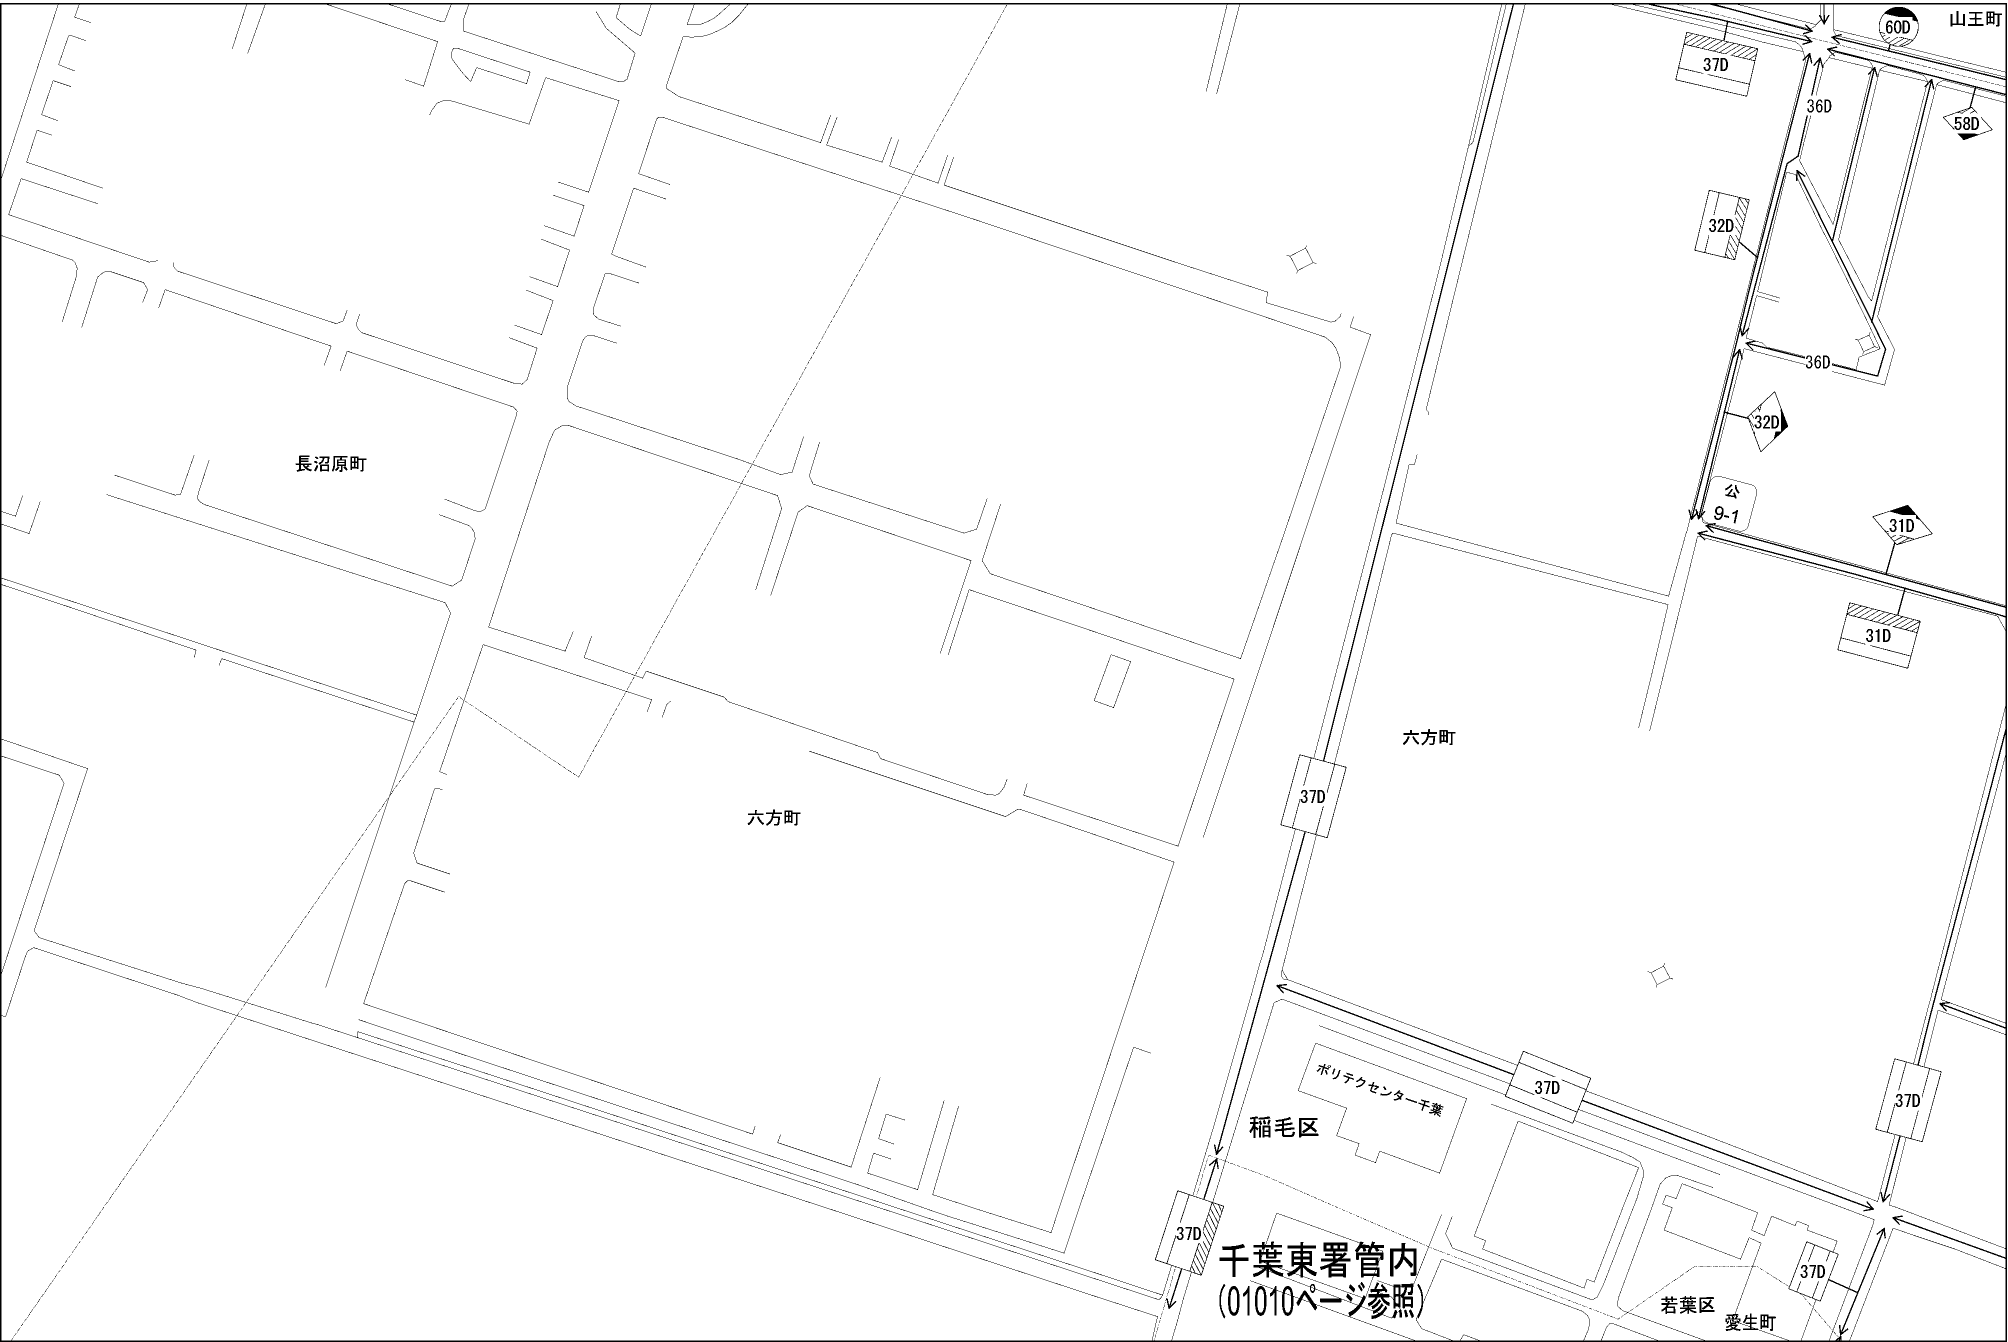 山王町
60D
37D
36D
58D
32D
36D
32D
長沼原町
公
9-1
31D
31D
六方町
37D
六方町
ポリテクセンター千葉
37D
37D
稲毛区
37D
千葉東署管内
(01010ページ参照)
37D
若葉区
愛生町